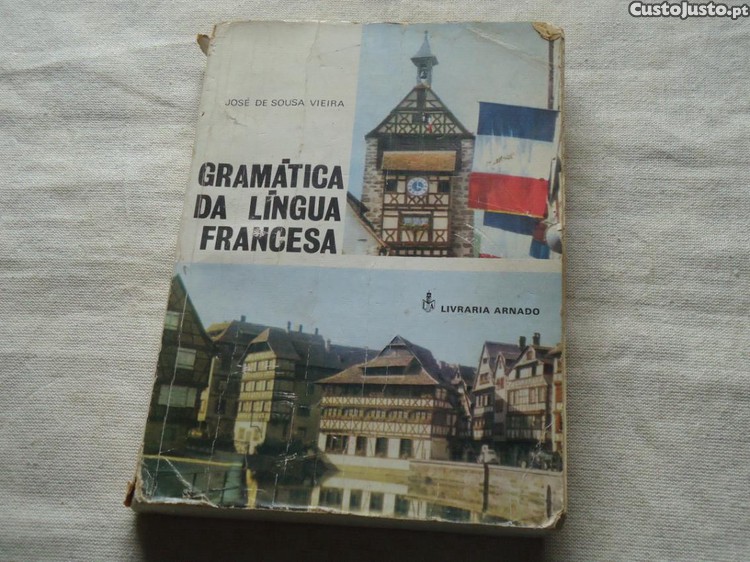 CustoJusto.pt
JOSÉ DE SOUSA VIEIRA
GRAMÁTICA
DA LÍNGUA
FRANCESA
LIVRARIA ARNADO